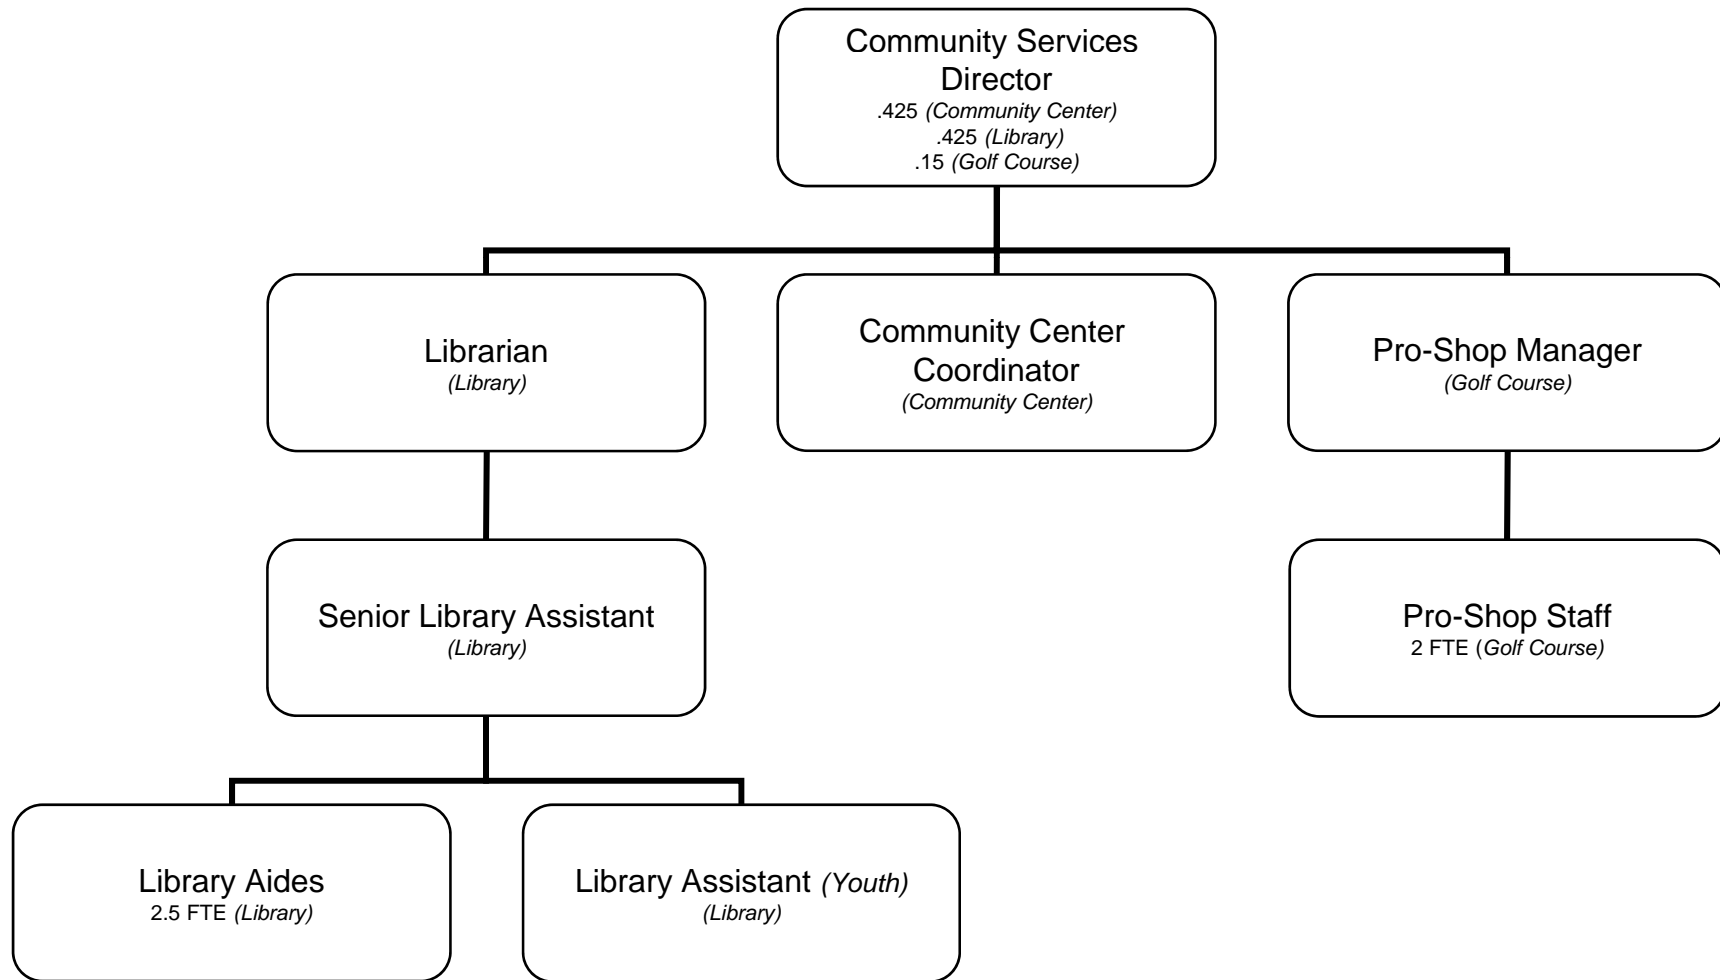 Community Services
Director
.425 (Community Center)
.425 (Library)
.15 (Golf Course)
Librarian
(Library)
Community Center
Coordinator
(Community Center)
Pro-Shop Manager
(Golf Course)
Senior Library Assistant
(Library)
Pro-Shop Staff
2 FTE (Golf Course)
Library Aides
2.5 FTE (Library)
Library Assistant (Youth)
(Library)